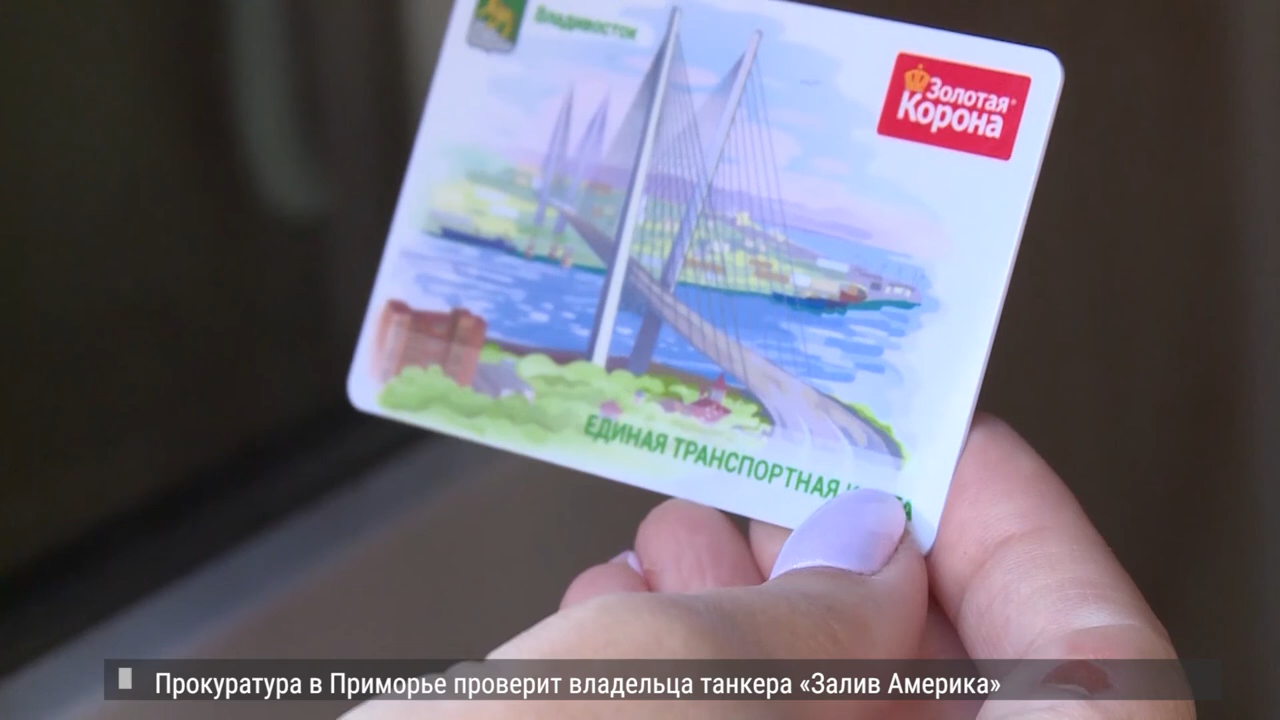 Владивосток
Золотая
Корона
ЕДИНАЯ ТРАНСПОРТНАЯ
Прокуратура в Приморье проверит владельца танкера «Залив Америка»